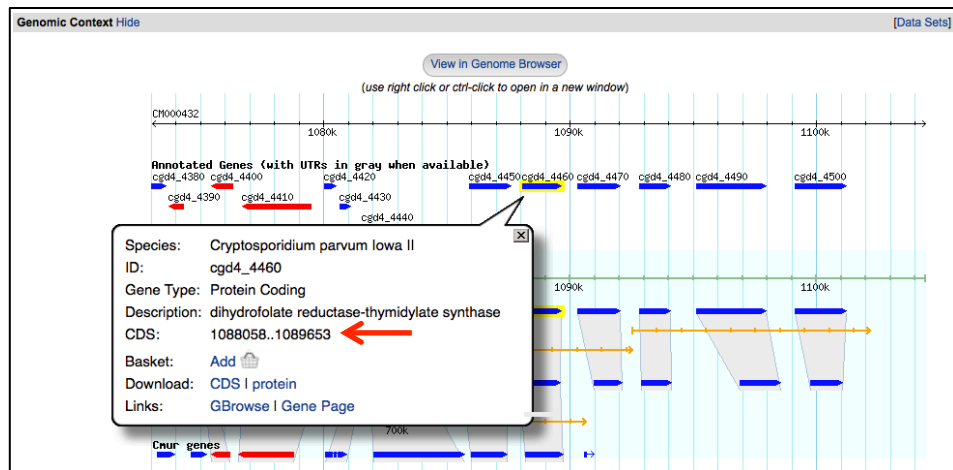 Genomic Context Hide [Data Sets]
View in Genome Browser
(use right click or ctrl-click to open in a new window)
CM000432
1080k 1090k 1100k
Annotated Genes (with UTRs in gray when available)
cgd4_4380 cgd4_4400 cgd4_4420 cgd4_4450 cgd4_4460 cgd4_4470 cgd4_4480 cgd4_4490 cgd4_4500
cgd4_4390 cgd4_4410 cgd4_4430
cgd4_4440
Species: Cryptosporidium parvum Iowa II
ID: cgd4_4460
Gene Type: Protein Coding
Description: dihydrofolate reductase-thymidylate synthase
CDS: 1088058..1089653
Basket: Add
Download: CDS | protein
Links: GBrowse | Gene Page
1090k 1100k
700k
Cmur genes